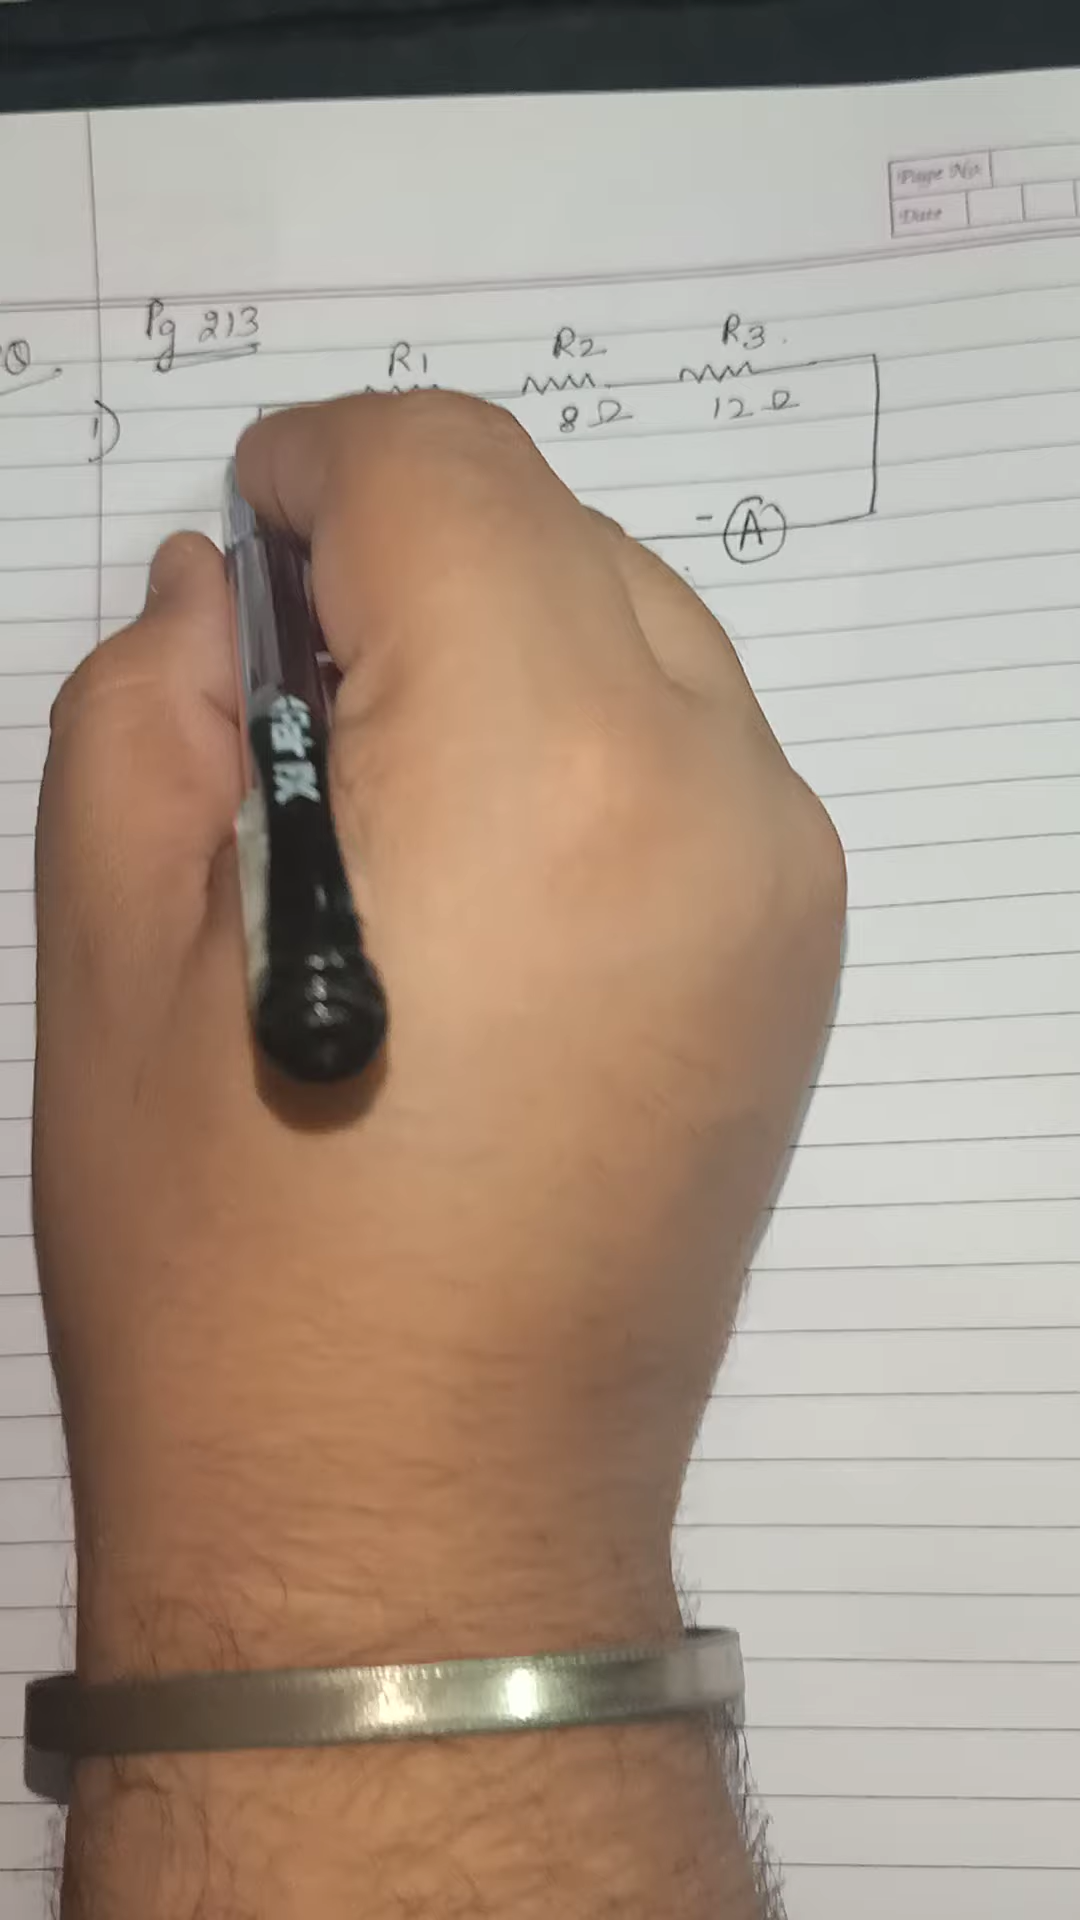 Page No.
Date
Pg 213
Q.
R1 R2 R3.
1)
8 Ω 12 Ω
- A